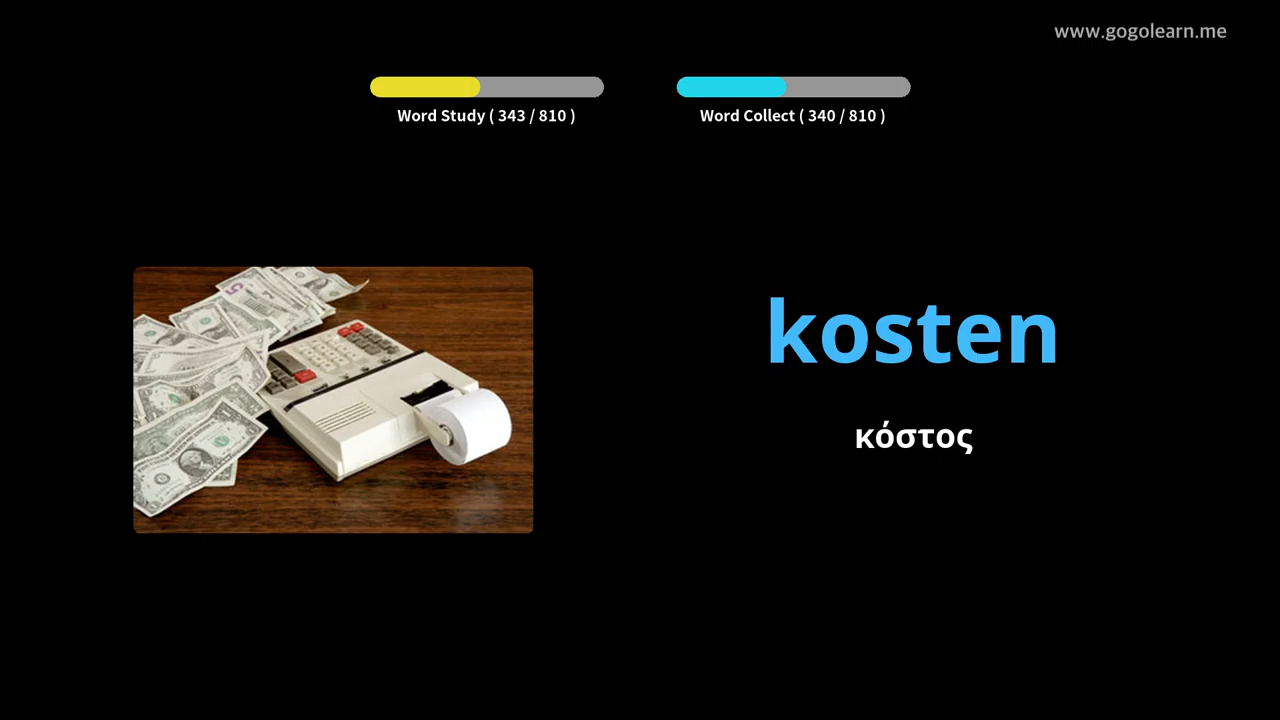 www.gogolearn.me
Word Study ( 343 / 810 )
Word Collect ( 340 / 810 )
kosten
κόστος